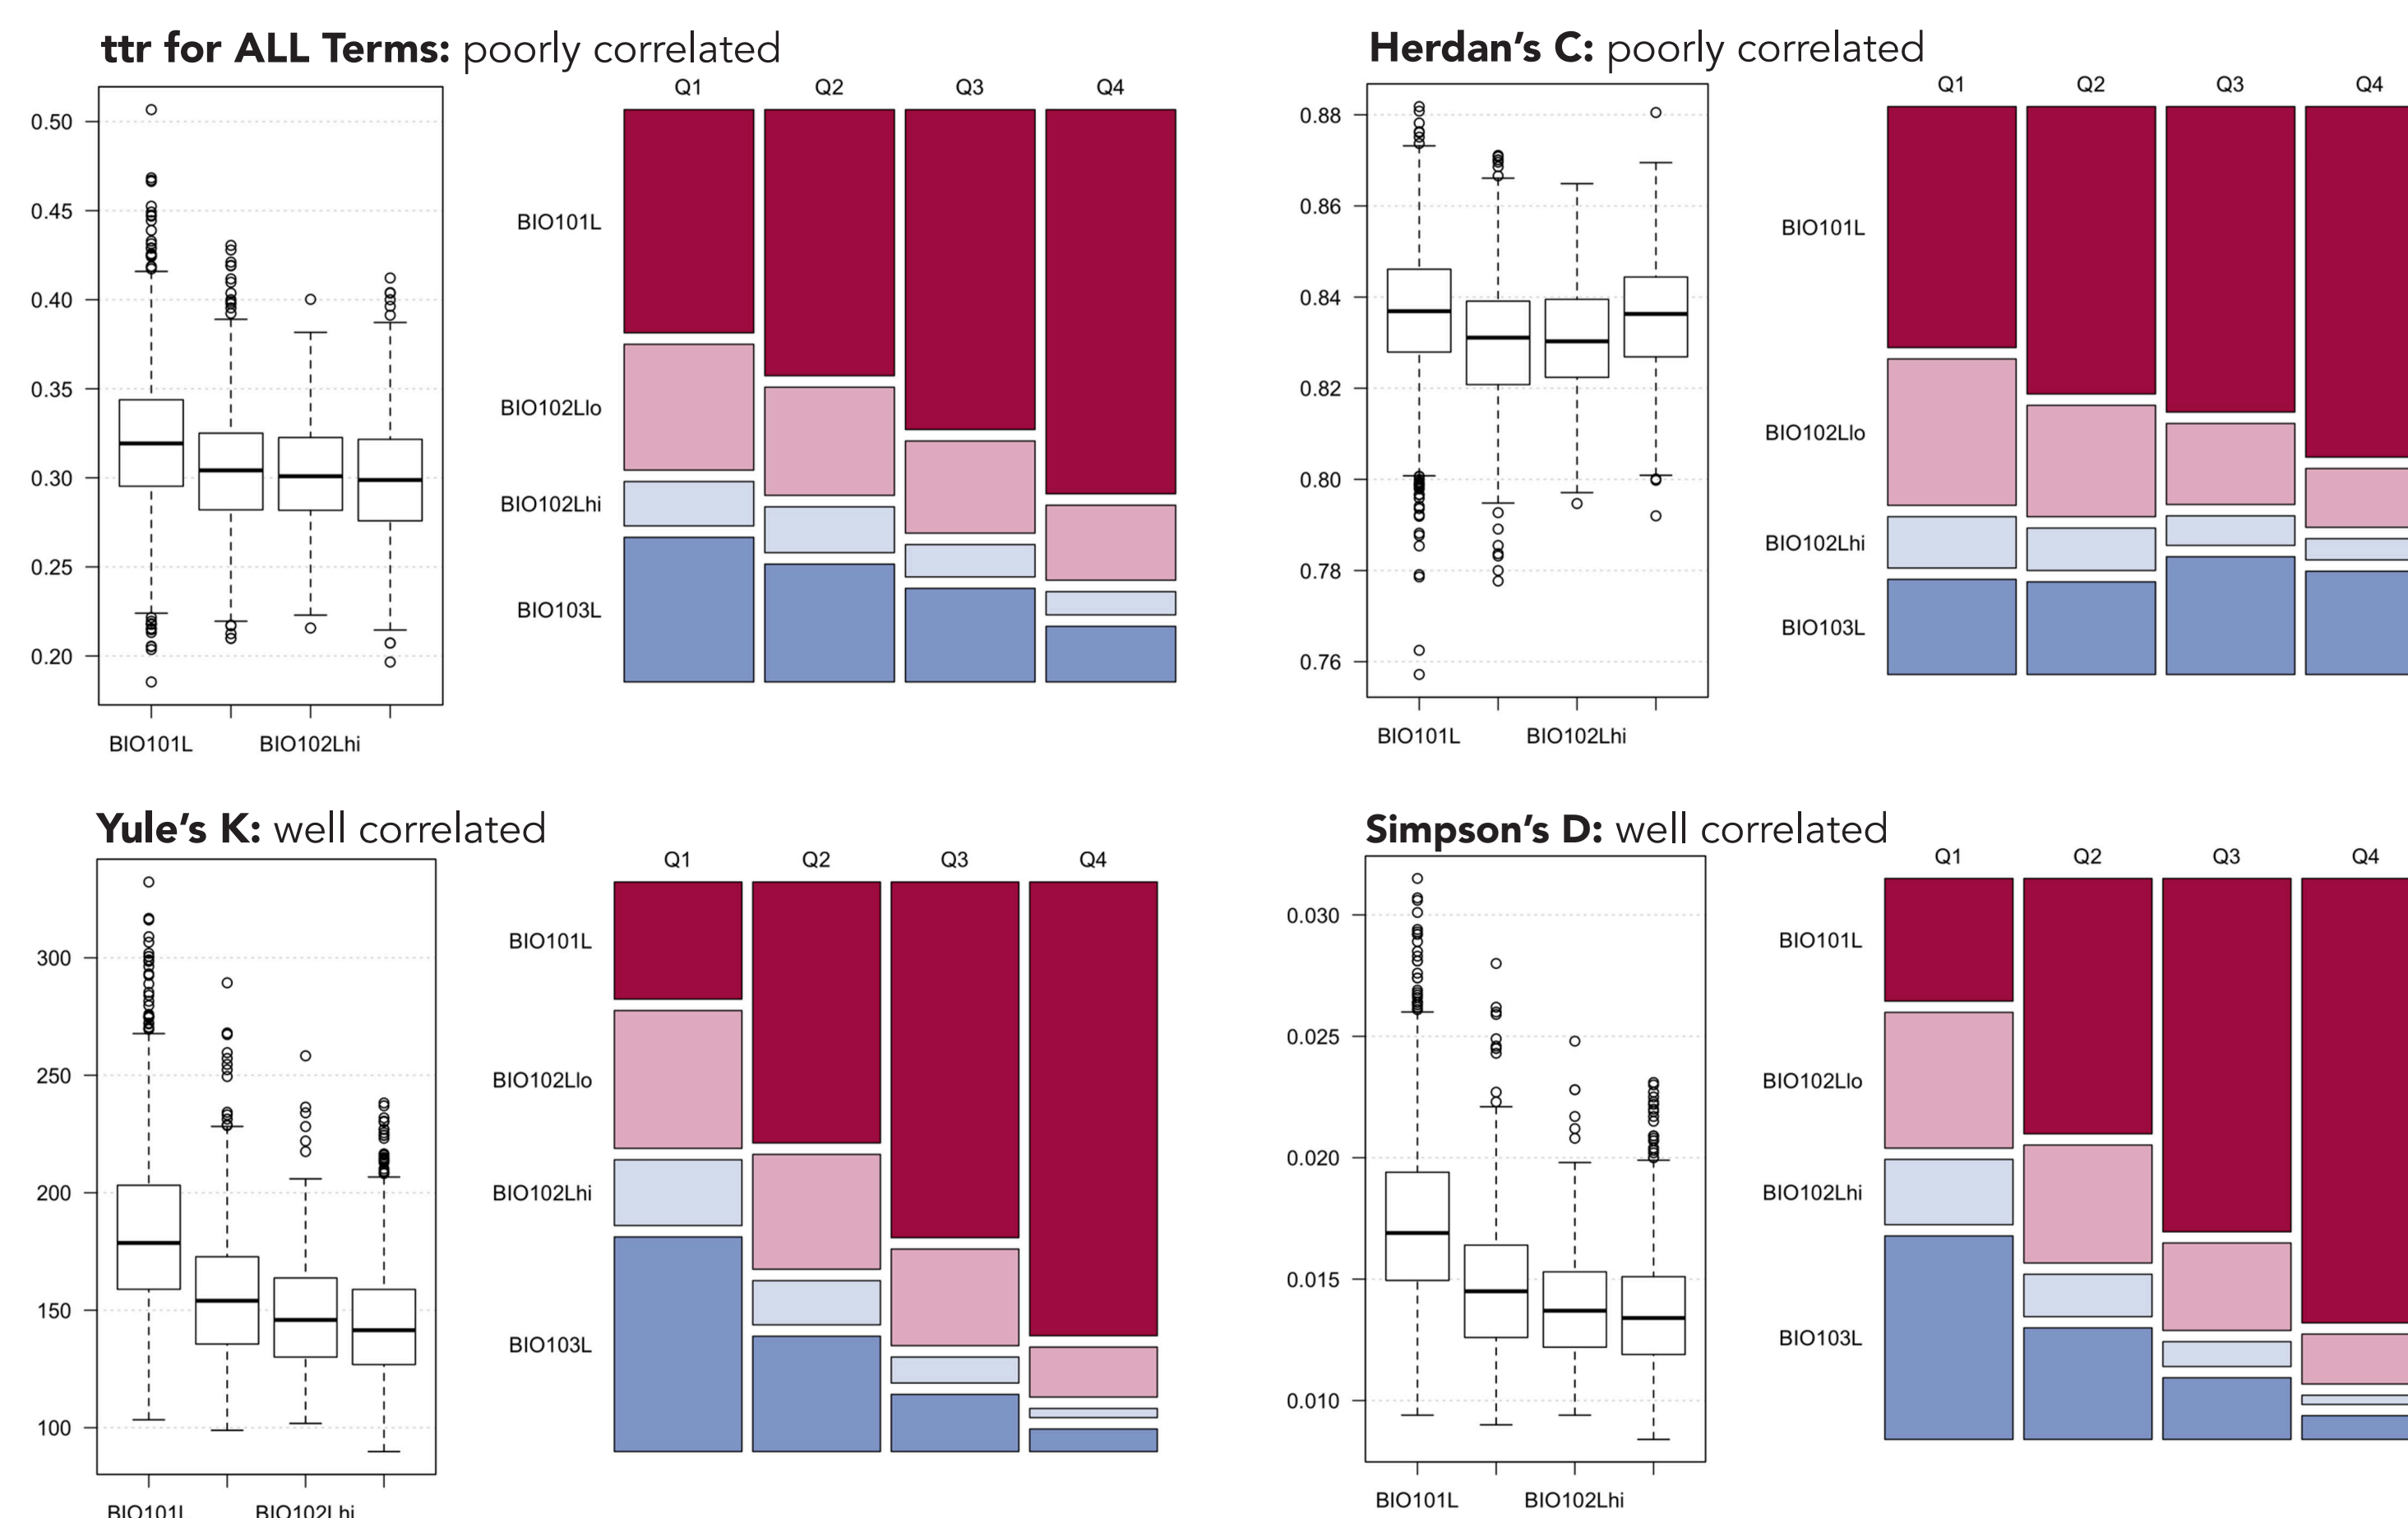 ttr for ALL Terms: poorly correlated
Q1 Q2 Q3 Q4
0.50
0.45
0.40
0.35
0.30
0.25
0.20
BIO101L
BIO102Llo
BIO102Lhi
BIO103L
BIO101L BIO102Lhi
Herdan's C: poorly correlated
Q1 Q2 Q3 Q4
0.88
0.86
0.84
0.82
0.80
0.78
0.76
BIO101L
BIO102Llo
BIO102Lhi
BIO103L
BIO101L BIO102Lhi
Yule's K: well correlated
Q1 Q2 Q3 Q4
300
250
200
150
100
BIO101L
BIO102Llo
BIO102Lhi
BIO103L
BIO101L BIO102Lhi
Simpson's D: well correlated
Q1 Q2 Q3 Q4
0.030
0.025
0.020
0.015
0.010
BIO101L
BIO102Llo
BIO102Lhi
BIO103L
BIO101L BIO102Lhi